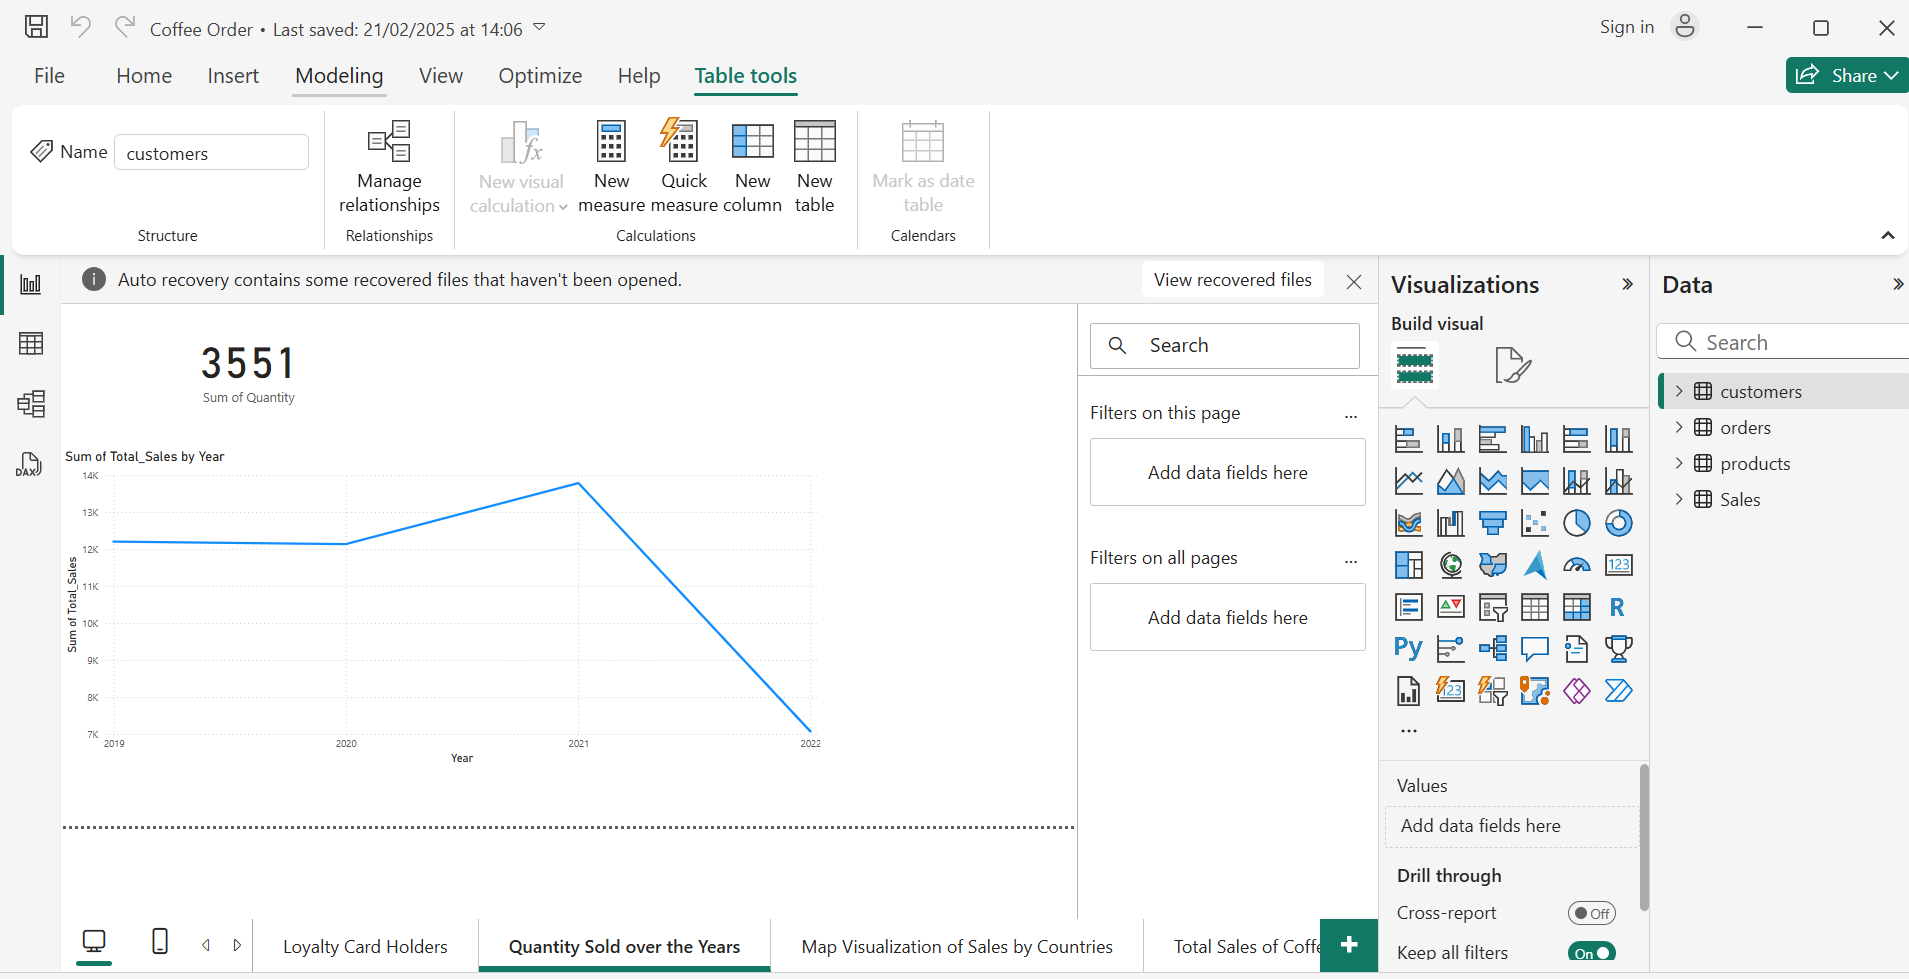 Coffee Order • Last saved: 21/02/2025 at 14:06
Sign in
File Home Insert Modeling View Optimize Help Table tools
Share
Name customers
Structure
Manage relationships
Relationships
New visual calculation
New measure
Quick measure
New column
New table
Calculations
Mark as date table
Calendars
Auto recovery contains some recovered files that haven't been opened.
View recovered files
DAX
3551
Sum of Quantity
Sum of Total_Sales by Year
14K
13K
12K
11K
10K
9K
8K
7K
Sum of Total_Sales
2019 2020 2021 2022
Year
Search
Filters on this page ...
Add data fields here
Filters on all pages ...
Add data fields here
Visualizations
Build visual
123
R
Py
123
...
Values
Add data fields here
Drill through
Cross-report Off
Keep all filters On
Data
Search
customers
orders
products
Sales
Loyalty Card Holders
Quantity Sold over the Years
Map Visualization of Sales by Countries
Total Sales of Coffe
+